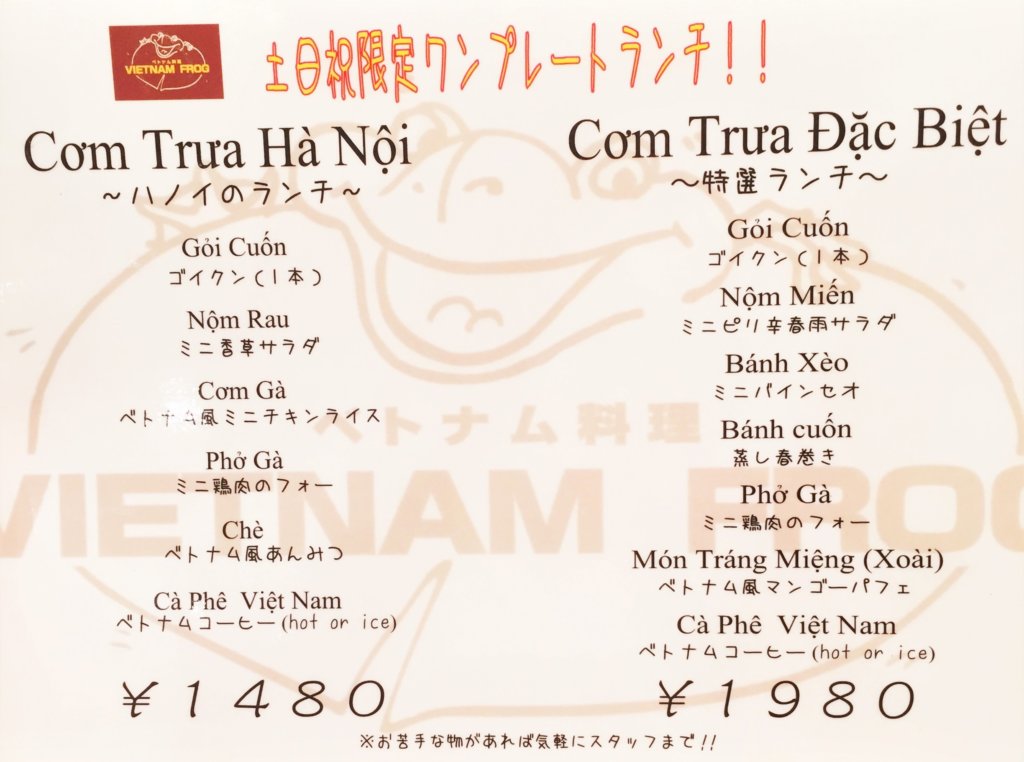 ベトナム料理
VIETNAM FROG
土日祝限定ワンプレートランチ!!
Cơm Trưa Hà Nội
~ハノイのランチ~
Gỏi Cuốn
ゴイクン(1本)
Nộm Rau
ミニ香草サラダ
Cơm Gà
ベトナム風ミニチキンライス
Phở Gà
ミニ鶏肉のフォー
Chè
ベトナム風あんみつ
Cà Phê Việt Nam
ベトナムコーヒー(hot or ice)
¥1480
Cơm Trưa Đặc Biệt
~特選ランチ~
Gỏi Cuốn
ゴイクン(1本)
Nộm Miến
ミニピリ辛春雨サラダ
Bánh Xèo
ミニバインセオ
Bánh cuốn
蒸し春巻き
Phở Gà
ミニ鶏肉のフォー
Món Tráng Miệng (Xoài)
ベトナム風マンゴーパフェ
Cà Phê Việt Nam
ベトナムコーヒー(hot or ice)
¥1980
ベトナム料理
VIETNAM FROG
※お苦手な物があれば気軽にスタッフまで!!